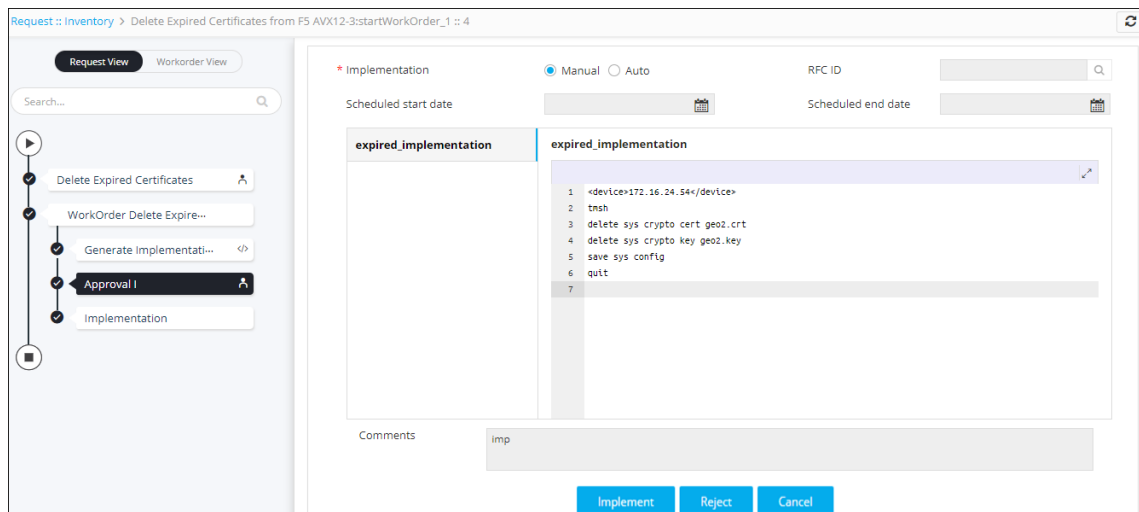 Request :: Inventory > Delete Expired Certificates from F5 AVX12-3:startWorkOrder_1 :: 4
Request View Workorder View
Search...
Delete Expired Certificates
WorkOrder Delete Expire...
Generate Implementati... </>
Approval I
Implementation
* Implementation Manual Auto RFC ID
Scheduled start date Scheduled end date
expired_implementation expired_implementation
1 <device>172.16.24.54</device>
2 tmsh
3 delete sys crypto cert geo2.crt
4 delete sys crypto key geo2.key
5 save sys config
6 quit
7
Comments imp
Implement Reject Cancel